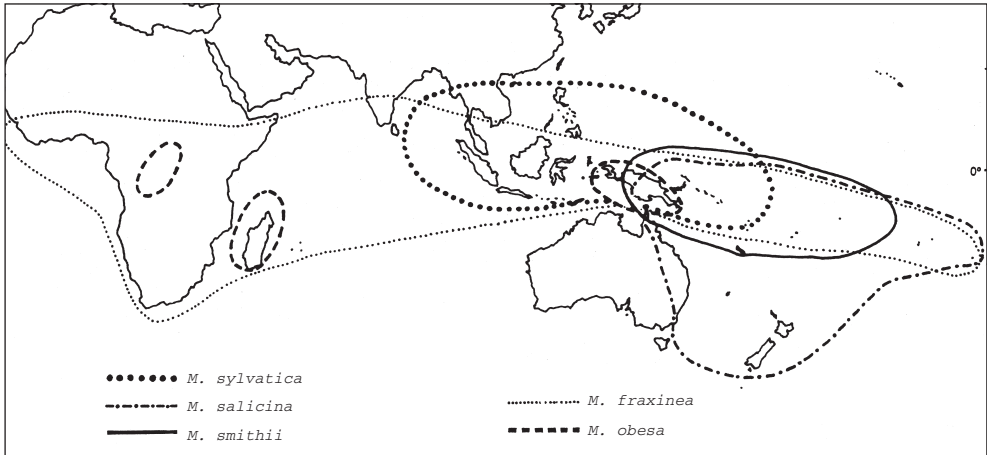 0°
M. sylvatica
M. salicina
M. smithii
M. fraxinea
M. obesa